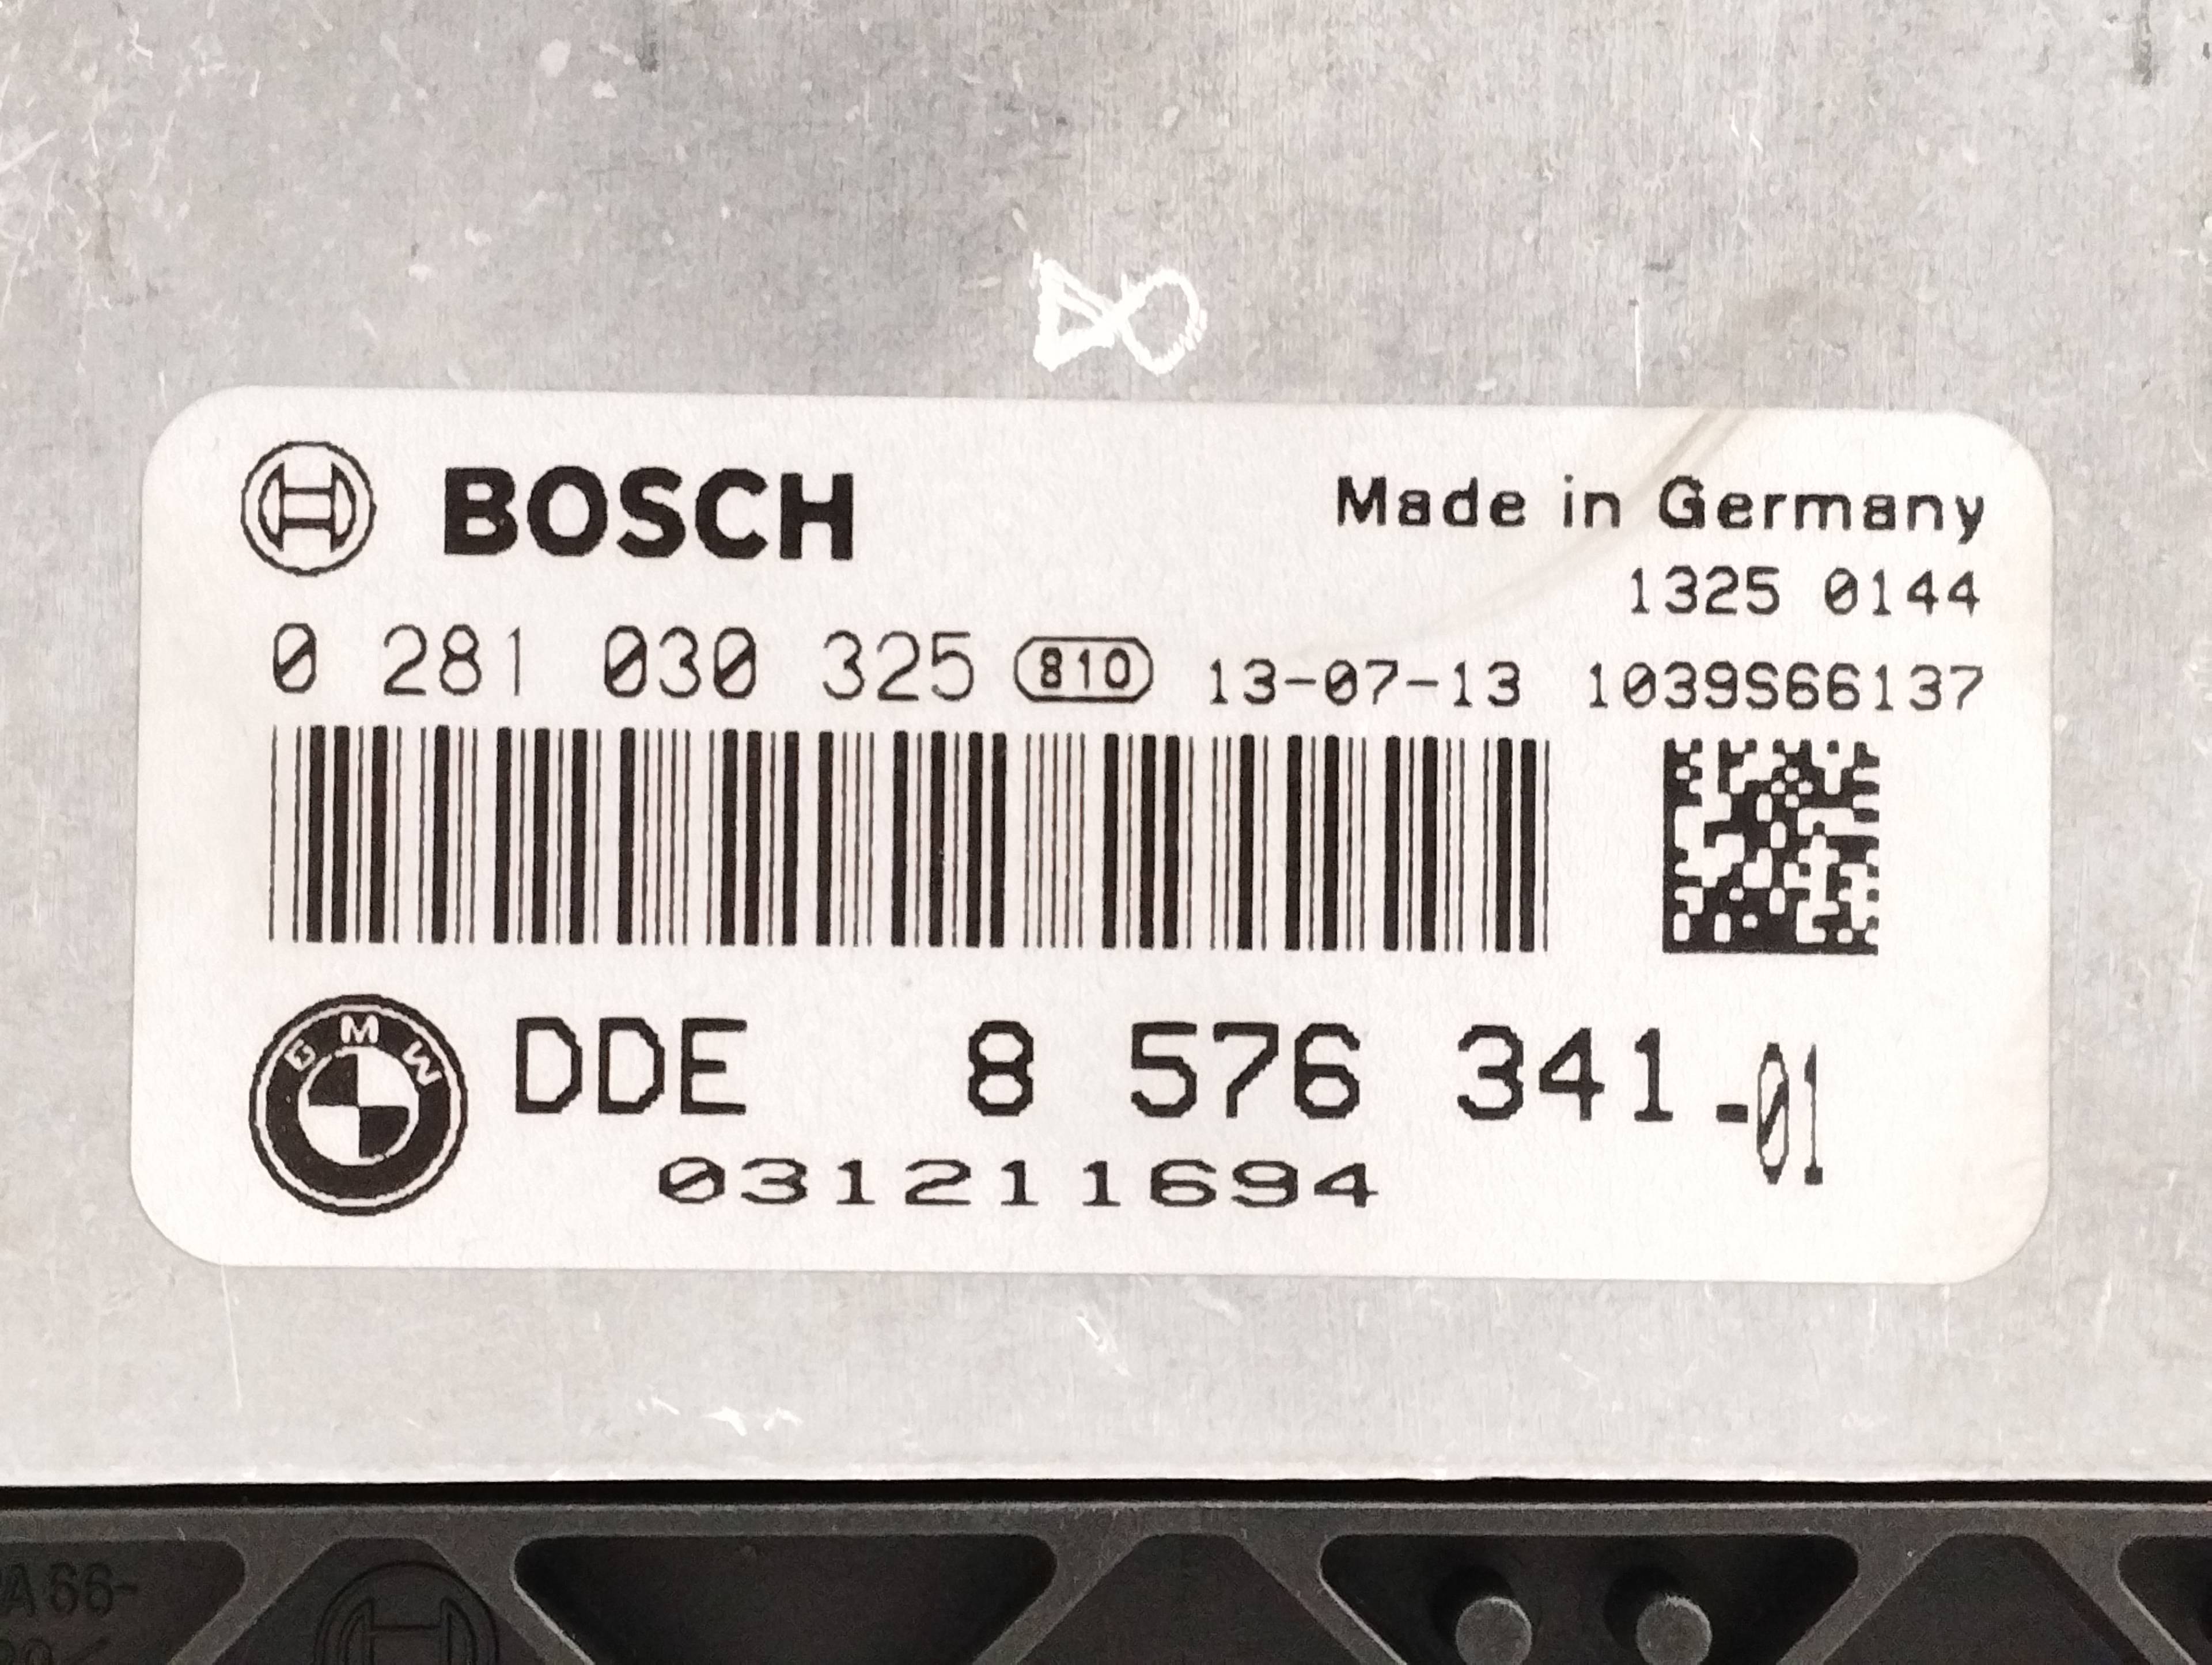 BOSCH
Made in Germany
1325 0144
0 281 030 325 810 13-07-13 1039S66137
BMW
DDE 8 576 341 -01
031211694
A66-